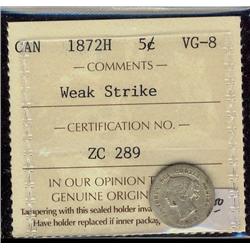 CAN 1872H 5¢ VG-8
— COMMENTS —
Weak Strike
— CERTIFICATION NO. —
ZC 289
IN OUR OPINION
GENUINE ORIGIN
Tampering with this sealed holder inva
Have holder replaced if inner packag